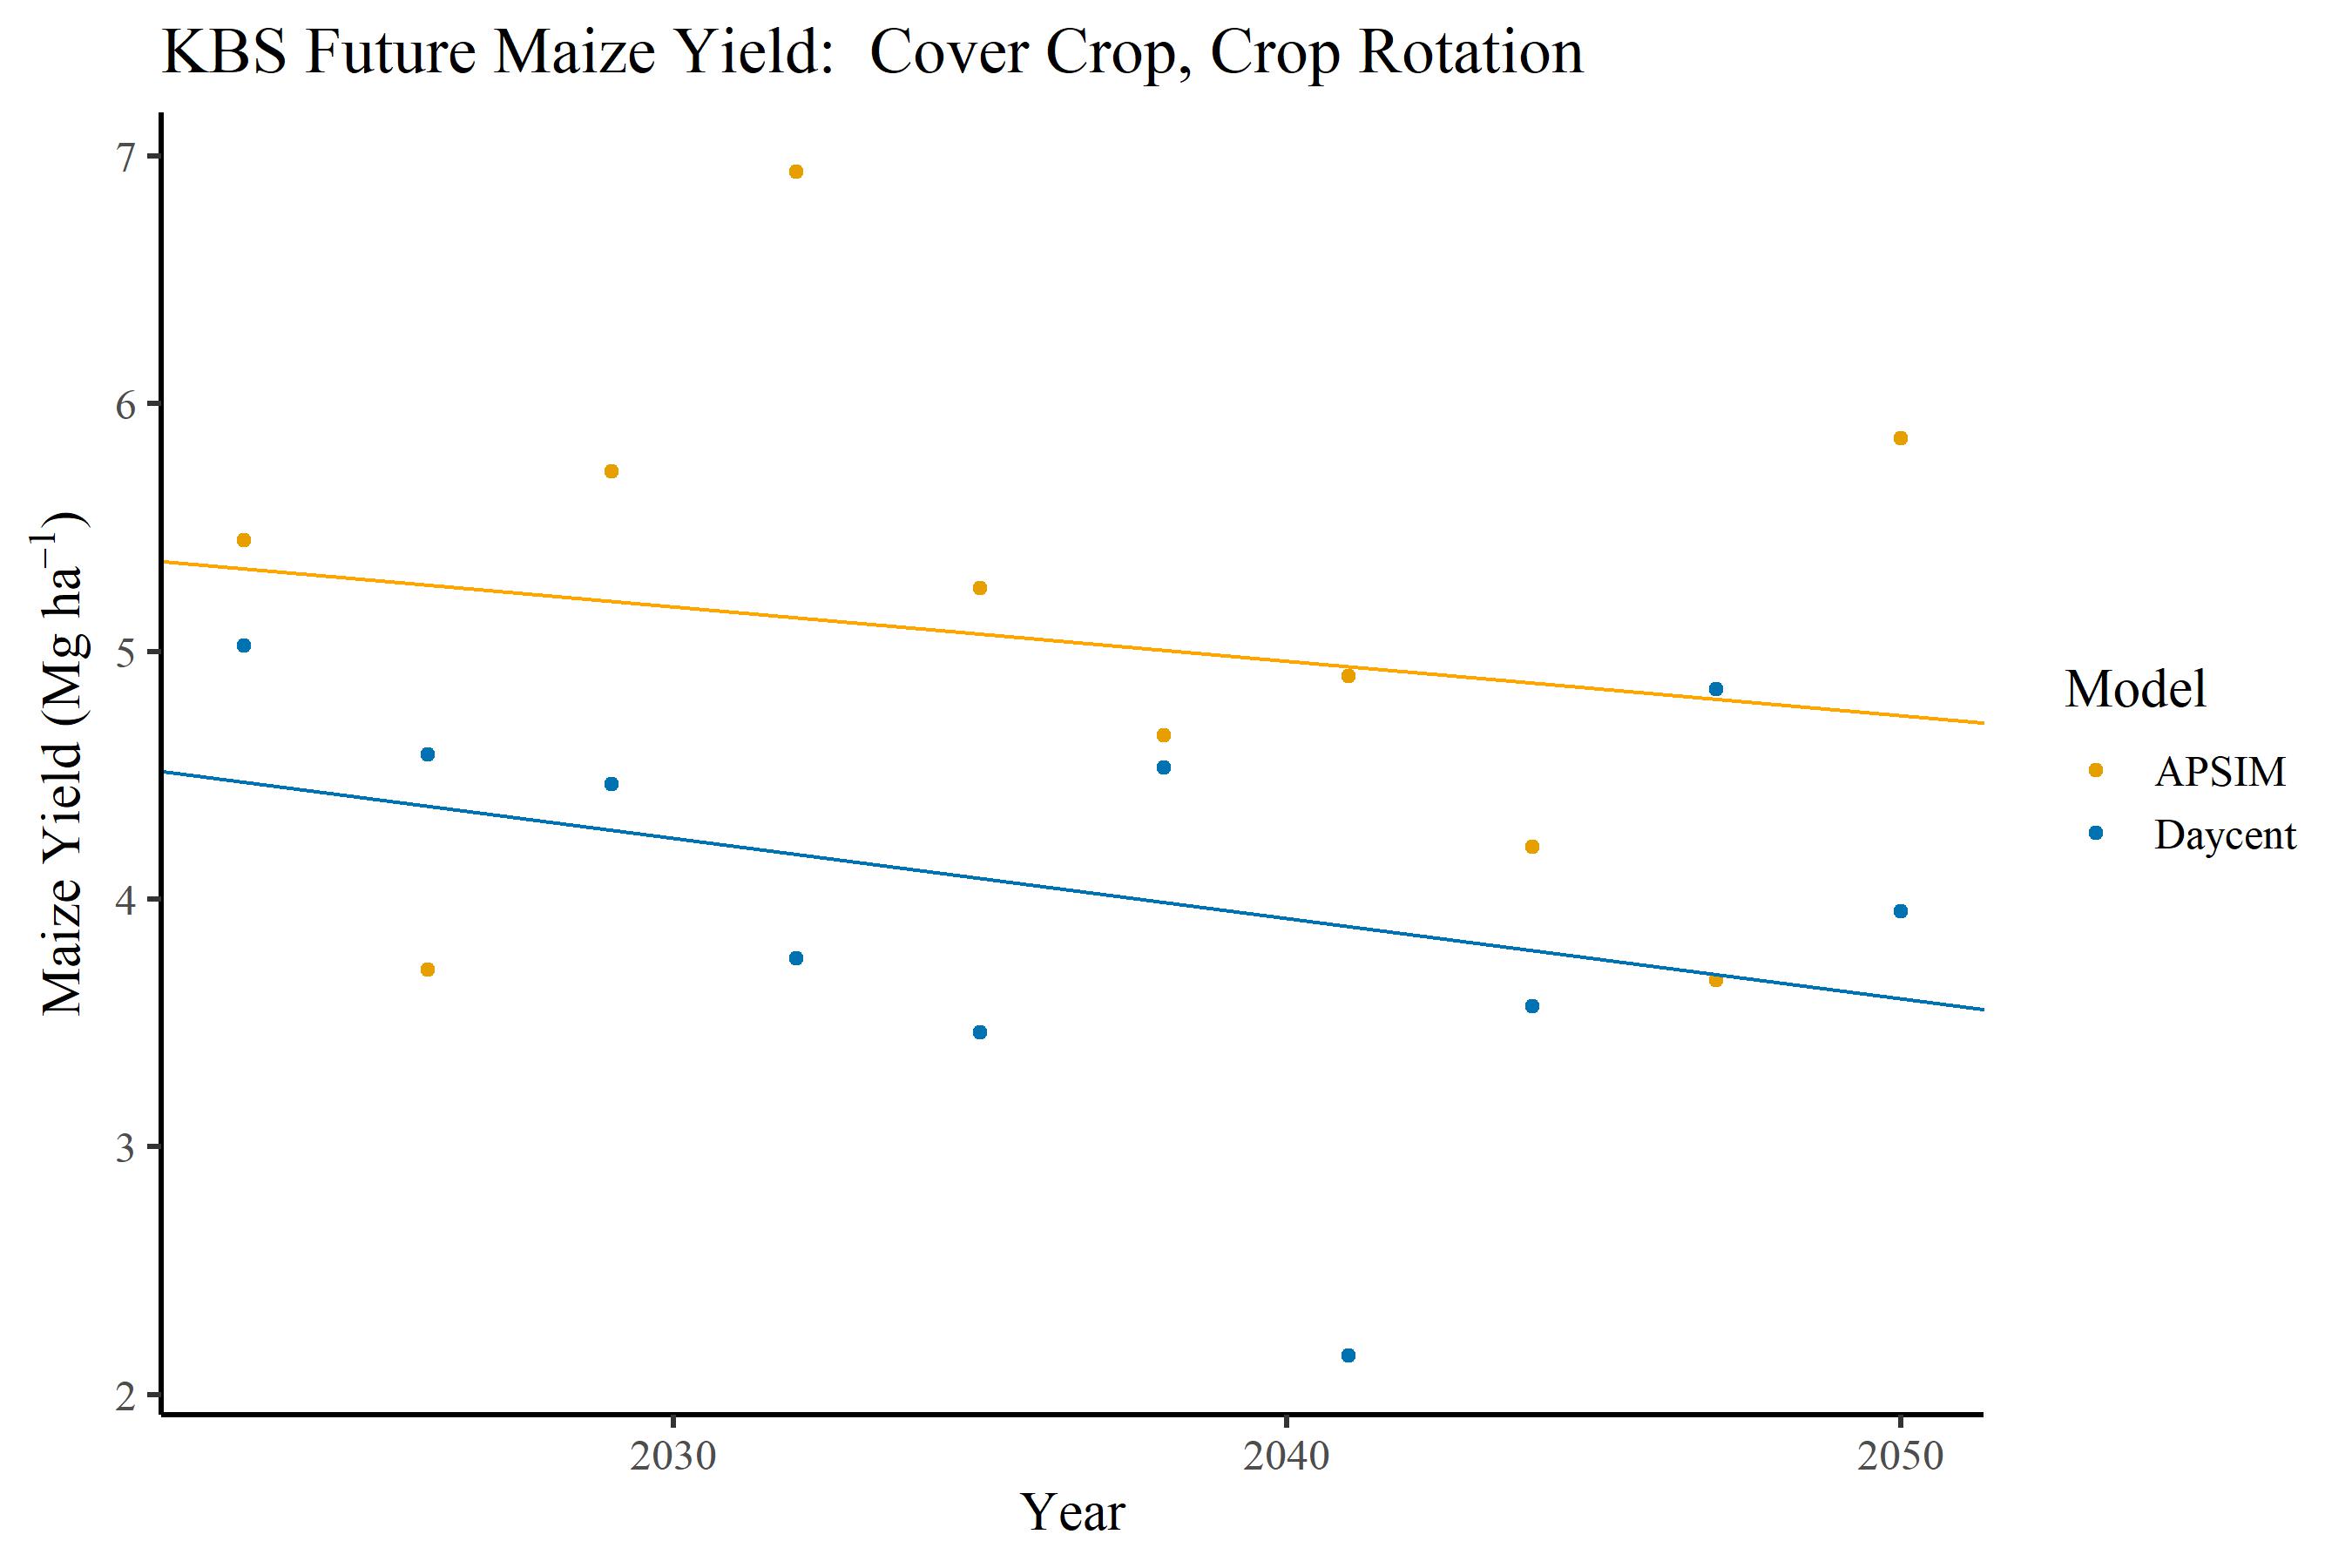 KBS Future Maize Yield:  Cover Crop, Crop Rotation
Maize Yield (Mg ha⁻¹)
7
6
5
4
3
2
2030
2040
2050
Year
Model
APSIM
Daycent